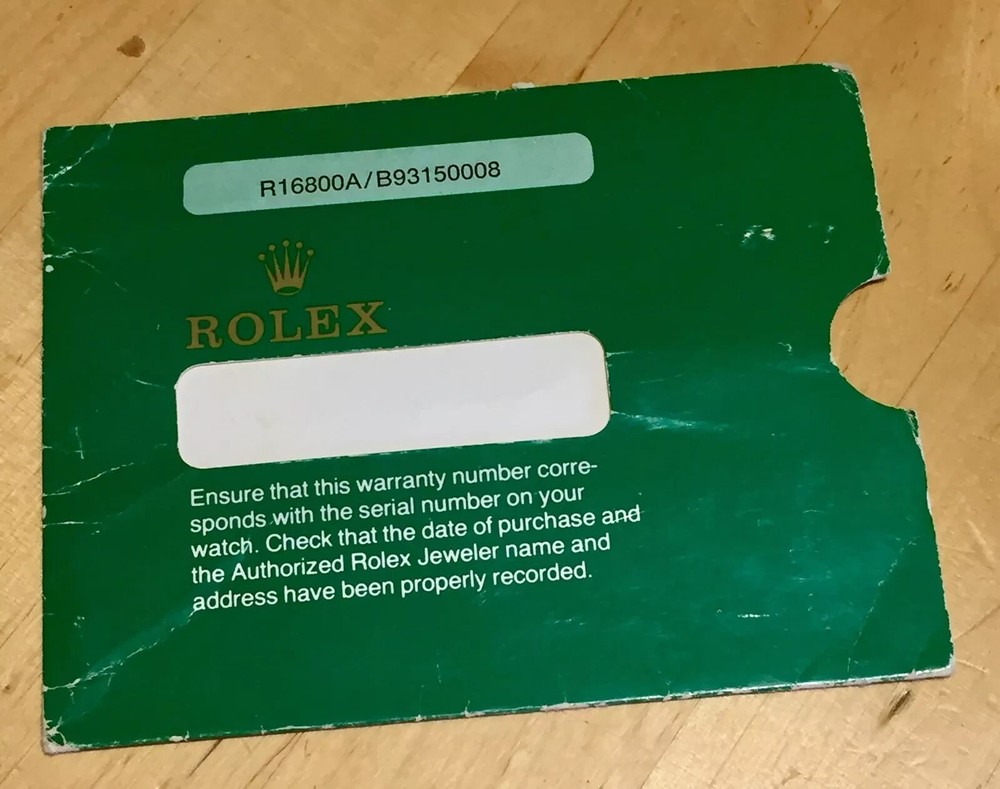 R16800A/B93150008
ROLEX
Ensure that this warranty number corre-
sponds with the serial number on your
watch. Check that the date of purchase and
the Authorized Rolex Jeweler name and
address have been properly recorded.